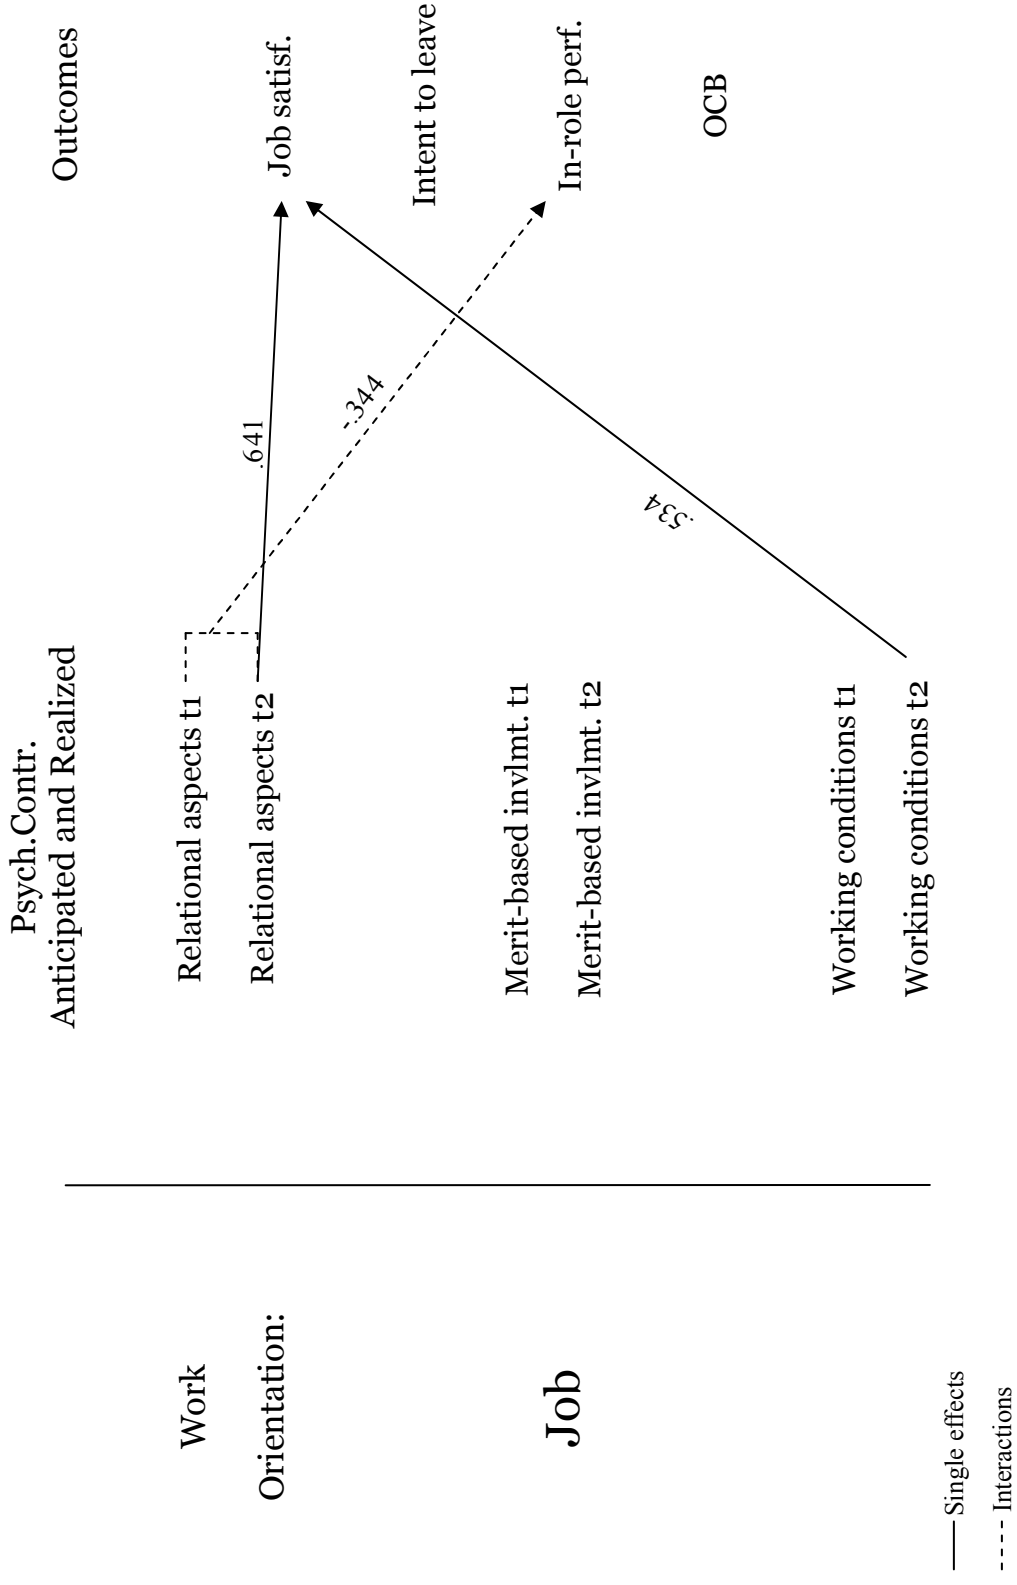 Psych.Contr.
Anticipated and Realized
Outcomes
Work
Orientation:
Job
Relational aspects t1
Relational aspects t2
Merit-based invlmt. t1
Merit-based invlmt. t2
Working conditions t1
Working conditions t2
.641
-.344
.534
Job satisf.
Intent to leave
In-role perf.
OCB
Single effects
Interactions